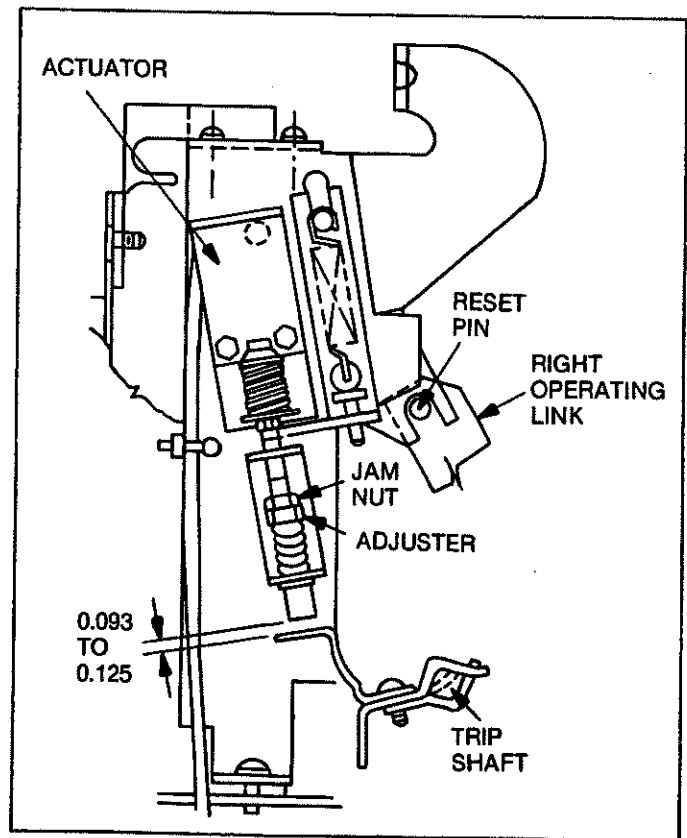 ACTUATOR
RESET
PIN
RIGHT
OPERATING
LINK
JAM
NUT
ADJUSTER
0.093
TO
0.125
TRIP
SHAFT